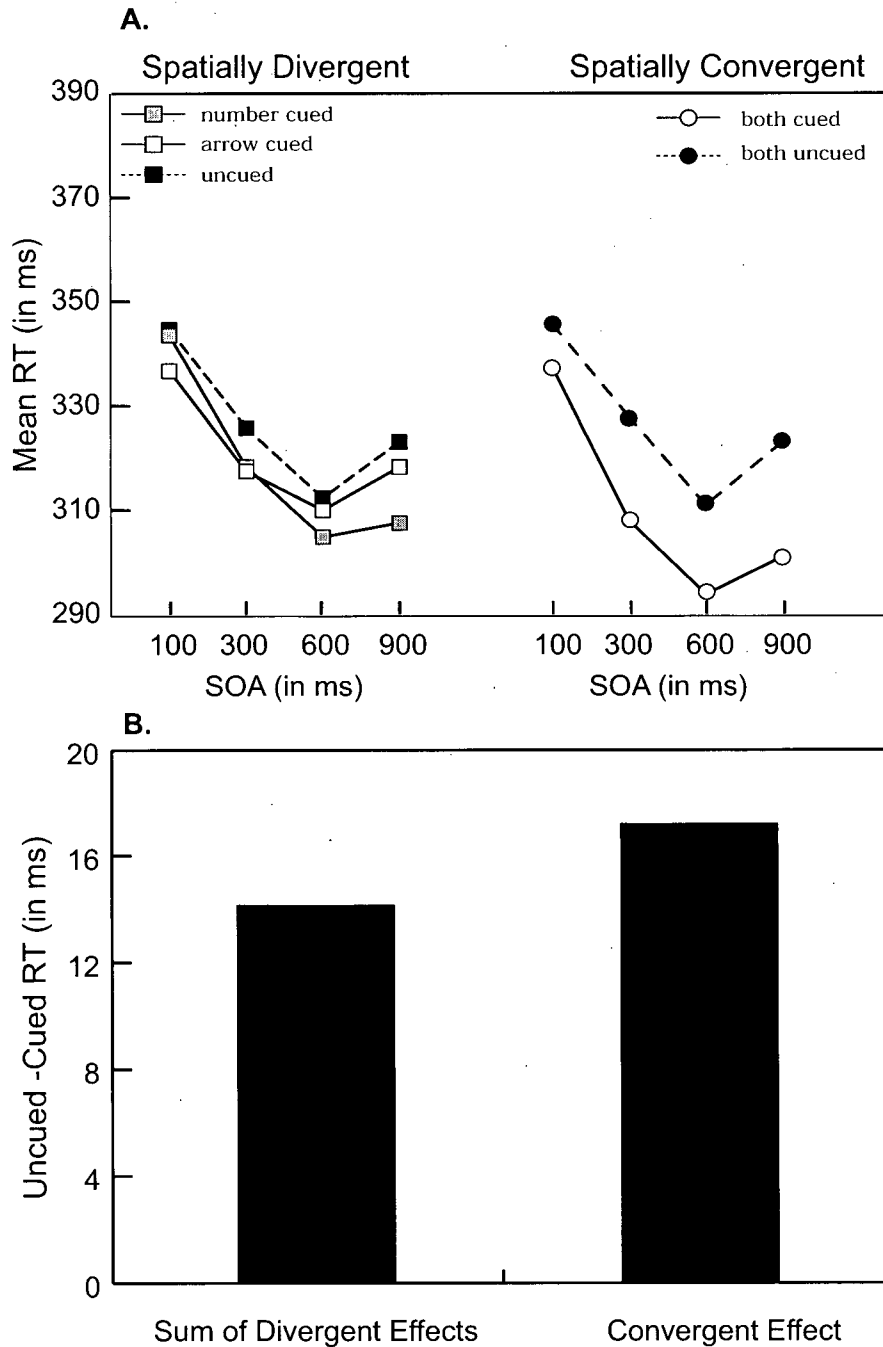 A.
Spatially Divergent
Spatially Convergent
390
370
350
330
310
290
Mean RT (in ms)
number cued
arrow cued
uncued
both cued
both uncued
100 300 600 900
100 300 600 900
SOA (in ms)
SOA (in ms)
B.
20
16
12
8
4
0
Uncued -Cued RT (in ms)
Sum of Divergent Effects
Convergent Effect